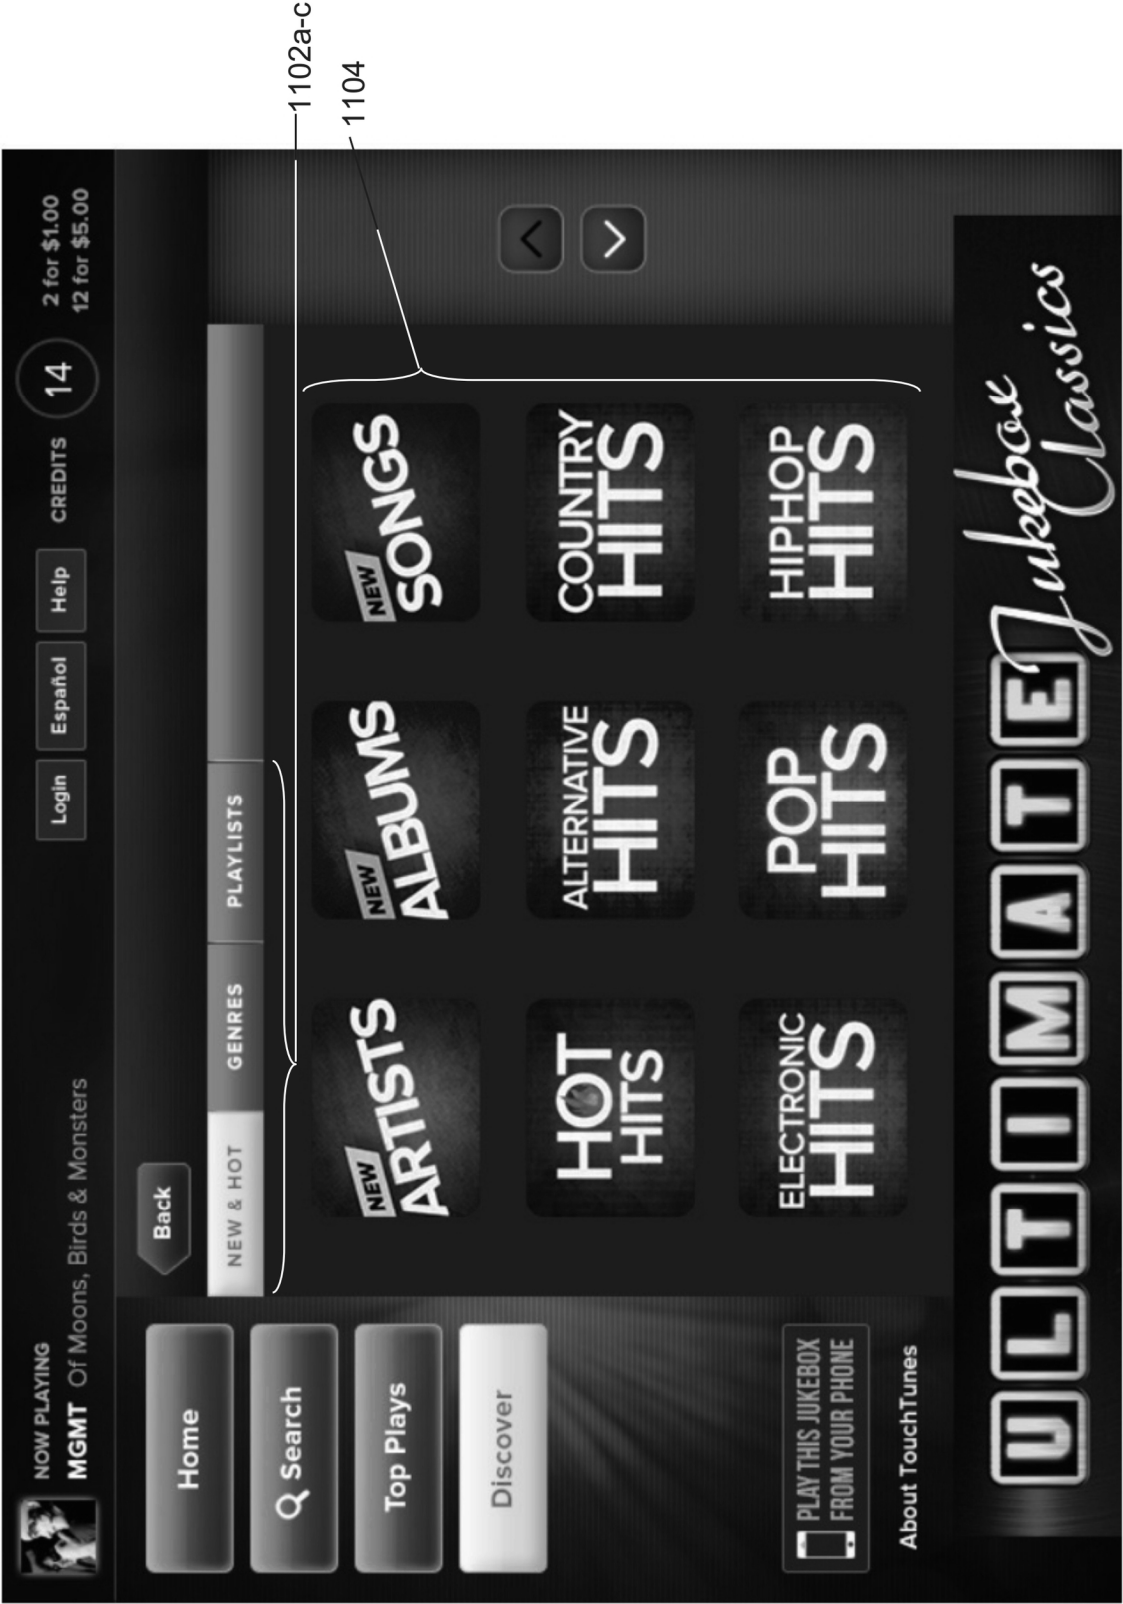 NOW PLAYING
MGMT Of Moons, Birds & Monsters
Login
Español
Help
CREDITS
14
2 for $1.00
12 for $5.00
Back
Home
Search
Top Plays
Discover
PLAY THIS JUKEBOX
FROM YOUR PHONE
About TouchTunes
NEW & HOT
GENRES
PLAYLISTS
NEW
ARTISTS
NEW
ALBUMS
NEW
SONGS
HOT
HITS
ALTERNATIVE
HITS
COUNTRY
HITS
ELECTRONIC
HITS
POP
HITS
HIPHOP
HITS
ULTIMATE
Jukebox
Classics
1102a-c
1104